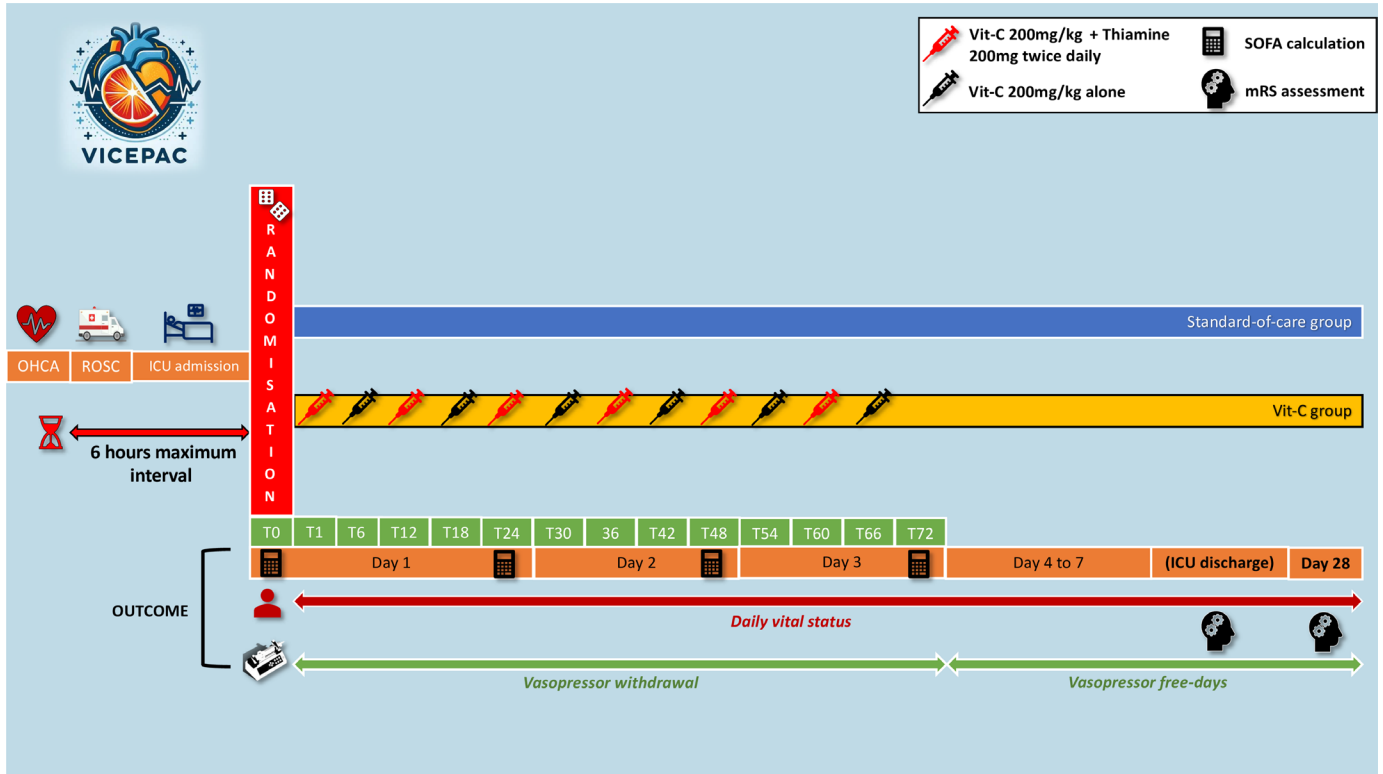 VICEPAC
Vit-C 200mg/kg + Thiamine
200mg twice daily
SOFA calculation
Vit-C 200mg/kg alone
mRS assessment
RANDOMISATION
Standard-of-care group
OHCA
ROSC
ICU admission
Vit-C group
6 hours maximum
interval
T0 T1 T6 T12 T18 T24 T30 36 T42 T48 T54 T60 T66 T72
Day 1 Day 2 Day 3 Day 4 to 7 (ICU discharge) Day 28
OUTCOME
Daily vital status
Vasopressor withdrawal
Vasopressor free-days